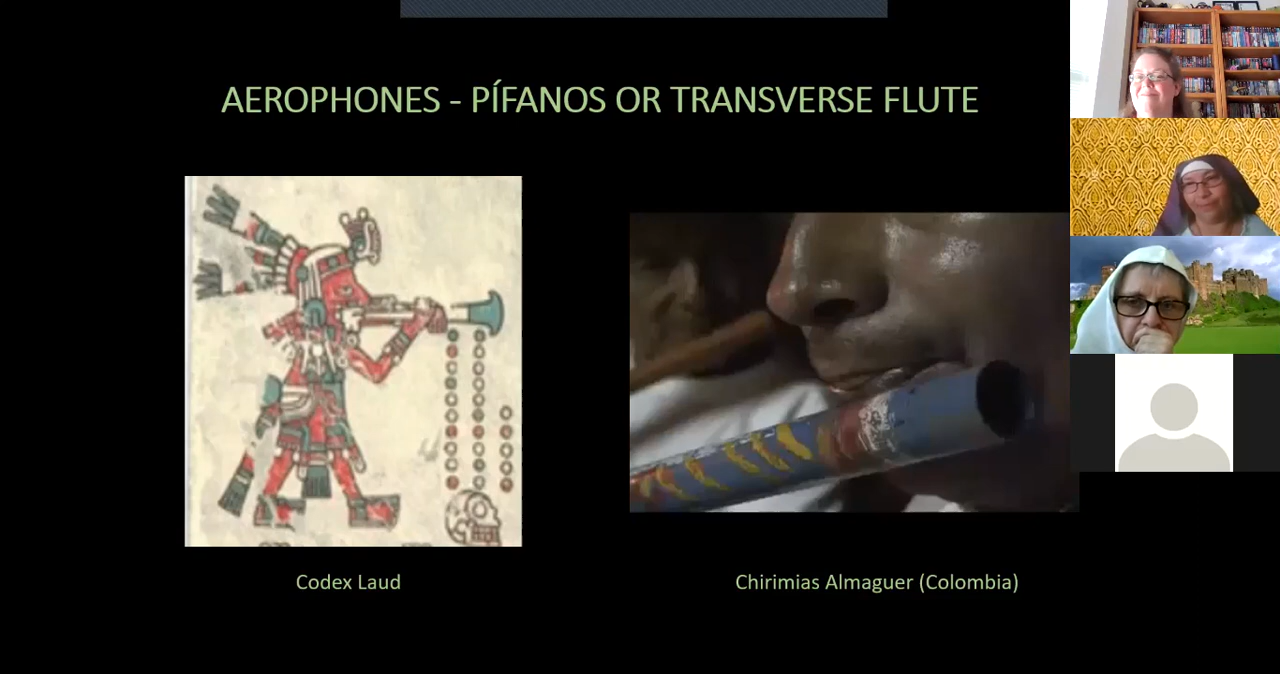 AEROPHONES - PÍFANOS OR TRANSVERSE FLUTE
Codex Laud
Chirimias Almaguer (Colombia)